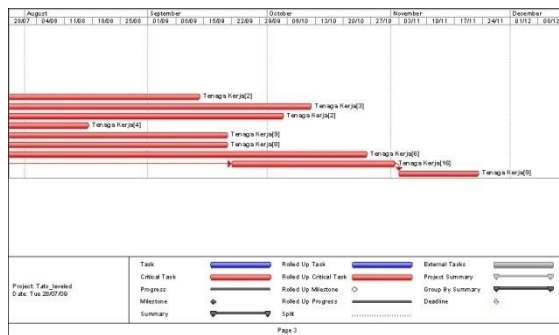 August September October November Desember
28/07 04/08 11/08 18/08 25/08 01/09 08/09 15/09 22/09 29/09 06/10 13/10 20/10 27/10 03/11 10/11 17/11 24/11 01/12 08/12
Tenaga Kerja[2]
Tenaga Kerja[3]
Tenaga Kerja[2]
Tenaga Kerja[4]
Tenaga Kerja[9]
Tenaga Kerja[8]
Tenaga Kerja[6]
Tenaga Kerja[16]
Tenaga Kerja[9]
Task Rolled Up Task External Tasks
Critical Task Rolled Up Critical Task Project Summary
Progress Rolled Up Milestone Group By Summary
Milestone Rolled Up Progress Deadline
Summary Split
Project: Tato_leveled
Date: Tue 28/07/09
Page 3